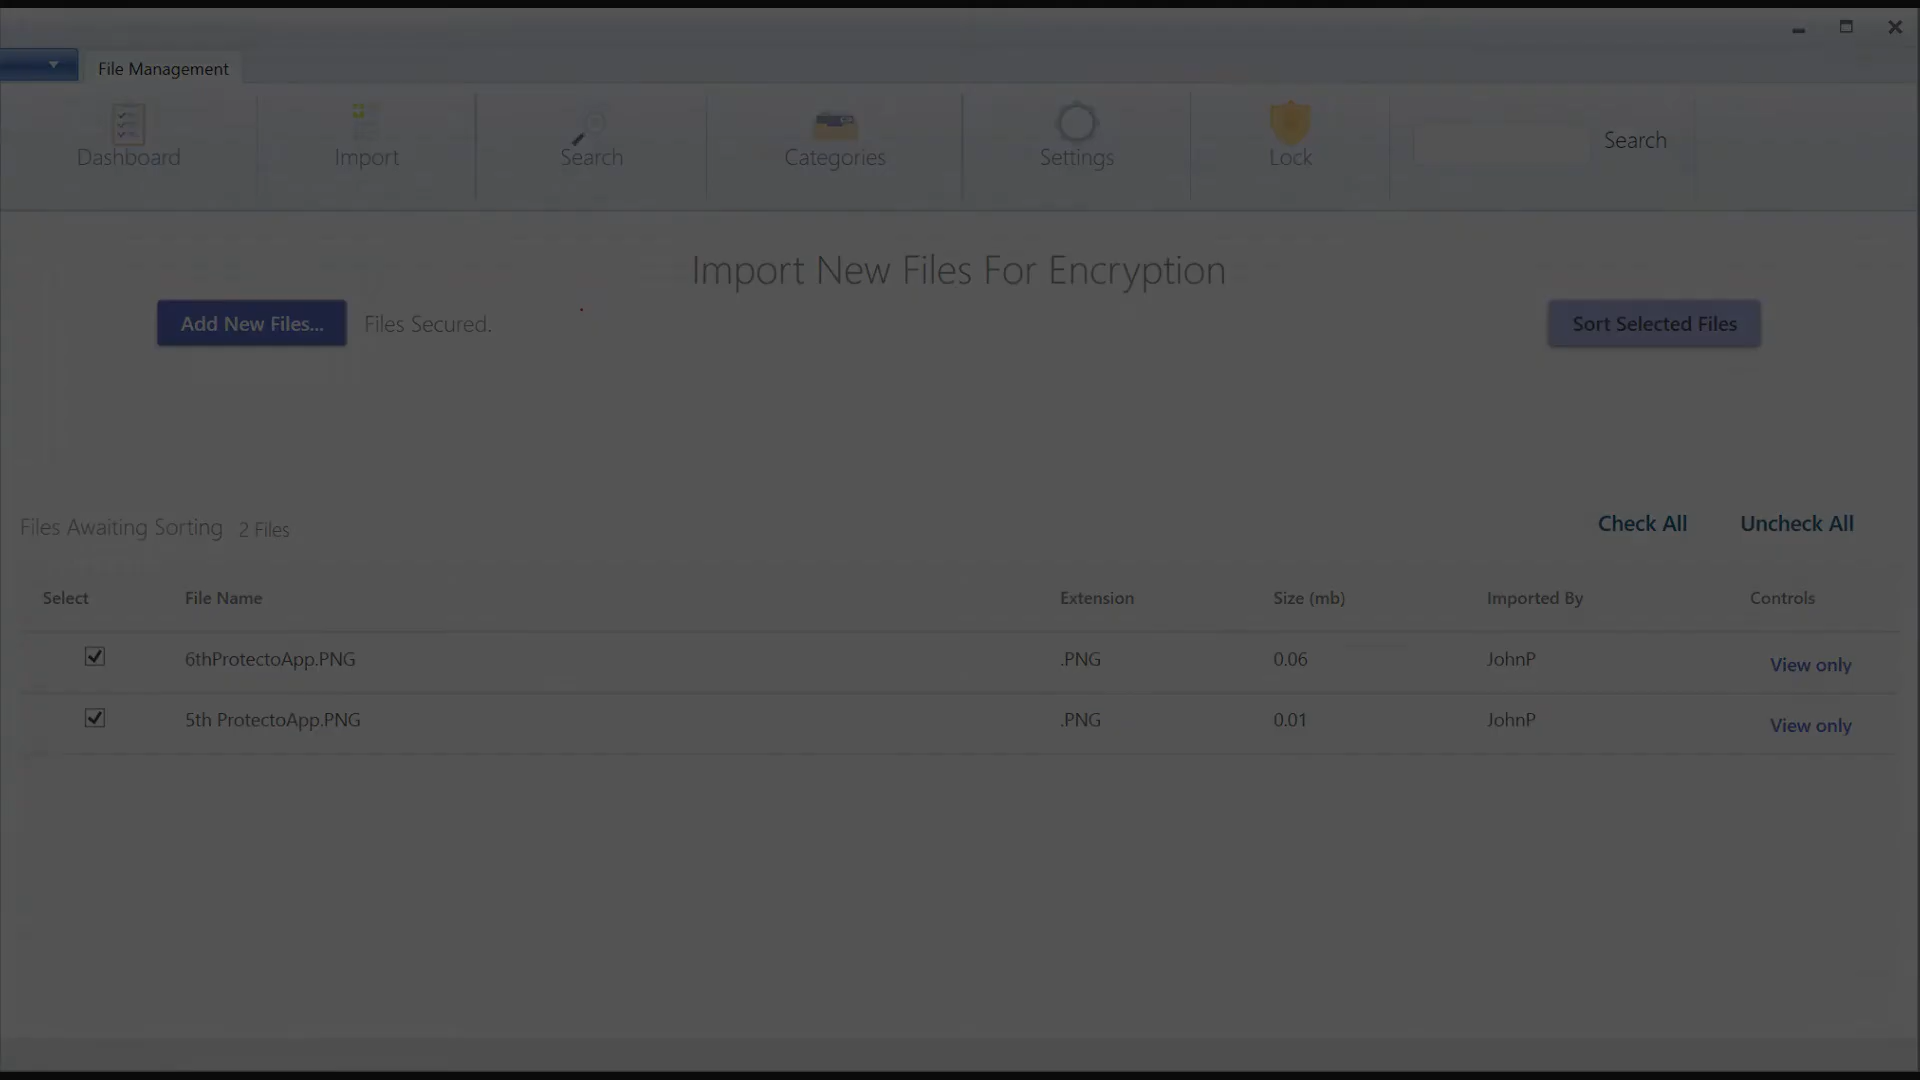 File Management
Dashboard
Import
Search
Categories
Settings
Lock
Search
Import New Files For Encryption
Add New Files...
Files Secured.
Sort Selected Files
Files Awaiting Sorting 2 Files
Check All
Uncheck All
Select File Name Extension Size (mb) Imported By Controls
6thProtectoApp.PNG .PNG 0.06 JohnP View only
5th ProtectoApp.PNG .PNG 0.01 JohnP View only